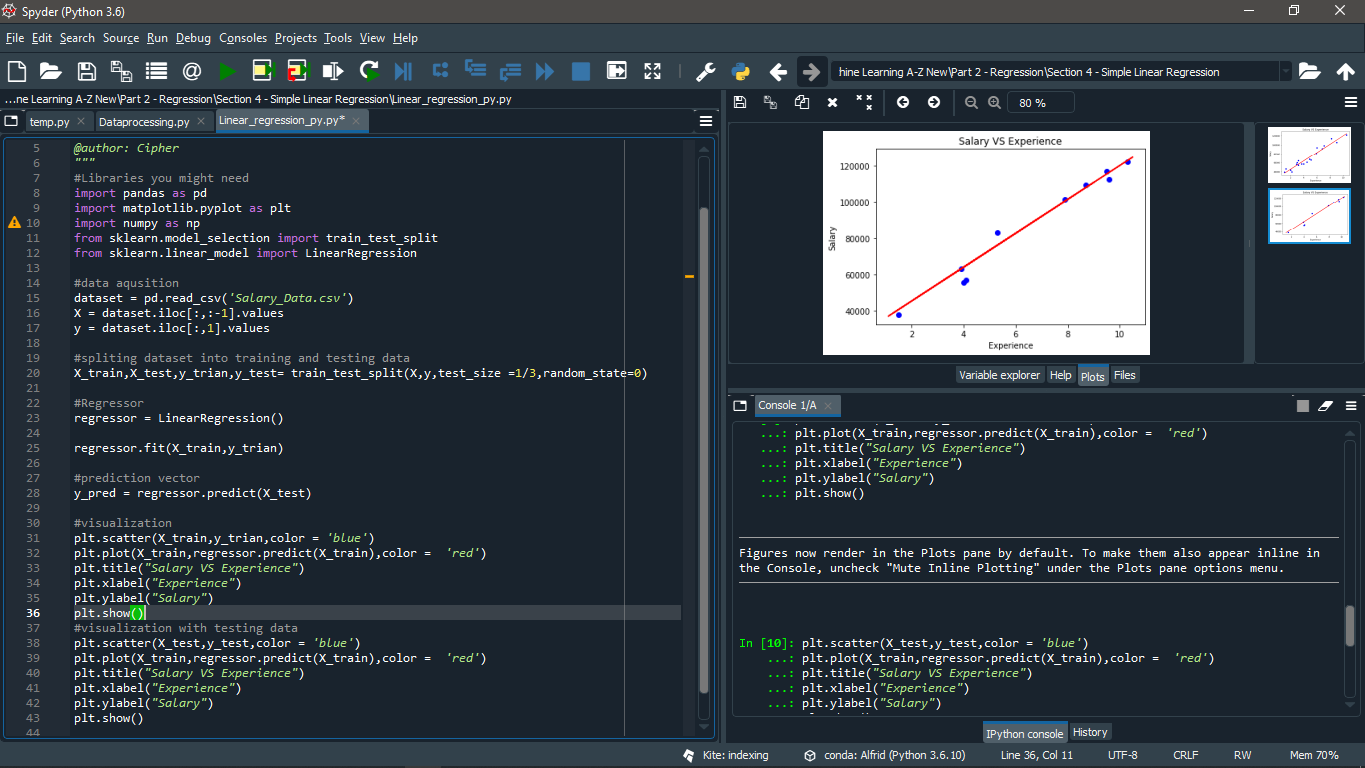 Spyder (Python 3.6)
File Edit Search Source Run Debug Consoles Projects Tools View Help
hine Learning A-Z New\Part 2 - Regression\Section 4 - Simple Linear Regression
...ne Learning A-Z New\Part 2 - Regression\Section 4 - Simple Linear Regression\Linear_regression_py.py
temp.py Dataprocessing.py Linear_regression_py.py*
5 @author: Cipher
6 """
7 #Libraries you might need
8 import pandas as pd
9 import matplotlib.pyplot as plt
10 import numpy as np
11 from sklearn.model_selection import train_test_split
12 from sklearn.linear_model import LinearRegression
13
14 #data aqusition
15 dataset = pd.read_csv('Salary_Data.csv')
16 X = dataset.iloc[:,:-1].values
17 y = dataset.iloc[:,1].values
18
19 #spliting dataset into training and testing data
20 X_train,X_test,y_trian,y_test= train_test_split(X,y,test_size =1/3,random_state=0)
21
22 #Regressor
23 regressor = LinearRegression()
24
25 regressor.fit(X_train,y_trian)
26
27 #prediction vector
28 y_pred = regressor.predict(X_test)
29
30 #visualization
31 plt.scatter(X_train,y_trian,color = 'blue')
32 plt.plot(X_train,regressor.predict(X_train),color =  'red')
33 plt.title("Salary VS Experience")
34 plt.xlabel("Experience")
35 plt.ylabel("Salary")
36 plt.show()
37 #visualization with testing data
38 plt.scatter(X_test,y_test,color = 'blue')
39 plt.plot(X_train,regressor.predict(X_train),color =  'red')
40 plt.title("Salary VS Experience")
41 plt.xlabel("Experience")
42 plt.ylabel("Salary")
43 plt.show()
44
80 %
Salary VS Experience
120000
100000
80000
60000
40000
Salary
2 4 6 8 10
Experience
Variable explorer Help Plots Files
Console 1/A
...: plt.plot(X_train,regressor.predict(X_train),color =  'red')
...: plt.title("Salary VS Experience")
...: plt.xlabel("Experience")
...: plt.ylabel("Salary")
...: plt.show()
Figures now render in the Plots pane by default. To make them also appear inline in
the Console, uncheck "Mute Inline Plotting" under the Plots pane options menu.
In [10]: plt.scatter(X_test,y_test,color = 'blue')
...: plt.plot(X_train,regressor.predict(X_train),color =  'red')
...: plt.title("Salary VS Experience")
...: plt.xlabel("Experience")
...: plt.ylabel("Salary")
IPython console History
Kite: indexing conda: Alfrid (Python 3.6.10) Line 36, Col 11 UTF-8 CRLF RW Mem 70%